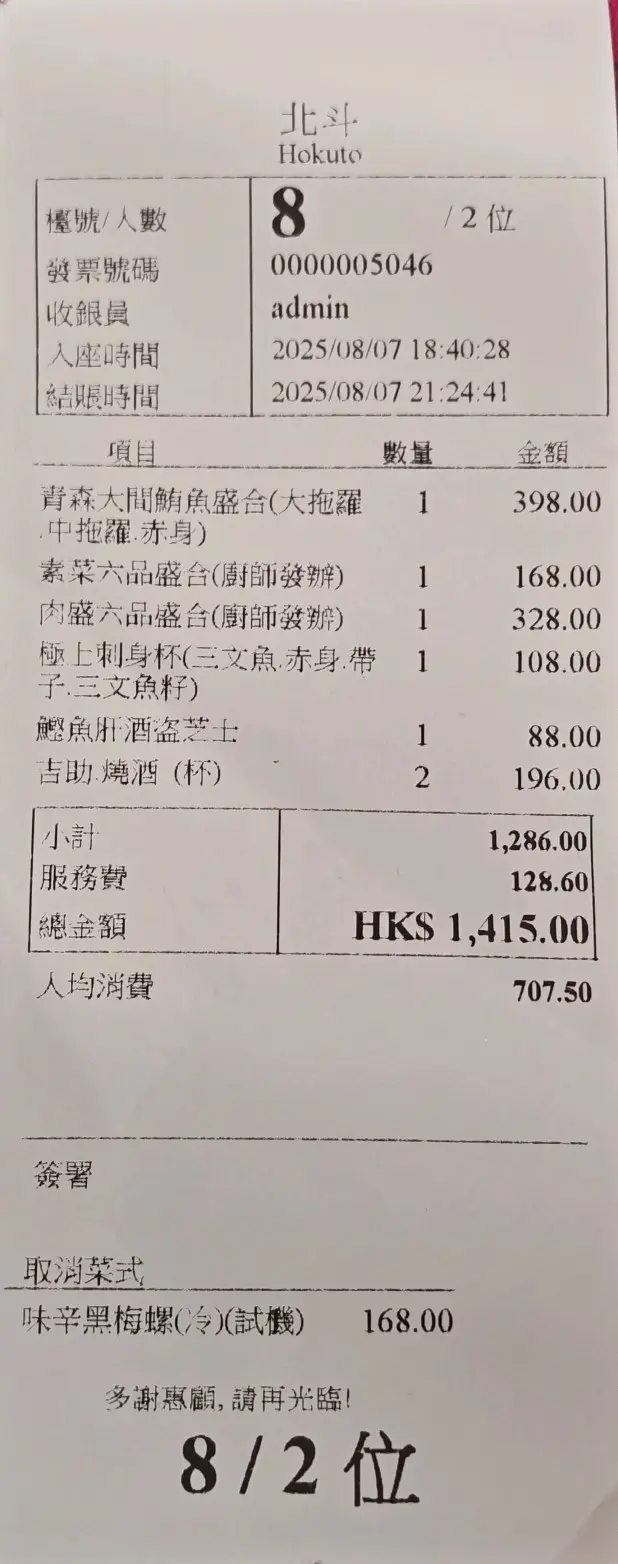 北斗
Hokuto
檯號/人數 8 / 2 位
發票號碼 0000005046
收銀員 admin
入座時間 2025/08/07 18:40:28
結賬時間 2025/08/07 21:24:41
項目 數量 金額
青森大間鮪魚盛合(大拖羅 1 398.00
.中拖羅.赤身)
素菜六品盛合(廚師發辦) 1 168.00
肉盛六品盛合(廚師發辦) 1 328.00
極上刺身杯(三文魚.赤身.帶 1 108.00
子.三文魚籽)
鰹魚肝酒盗芝士 1 88.00
吉助.燒酒 (杯) 2 196.00
小計 1,286.00
服務費 128.60
總金額 HK$ 1,415.00
人均消費 707.50
簽署
取消菜式
味辛黑梅螺(冷)(試機) 168.00
多謝惠顧, 請再光臨!
8 / 2 位